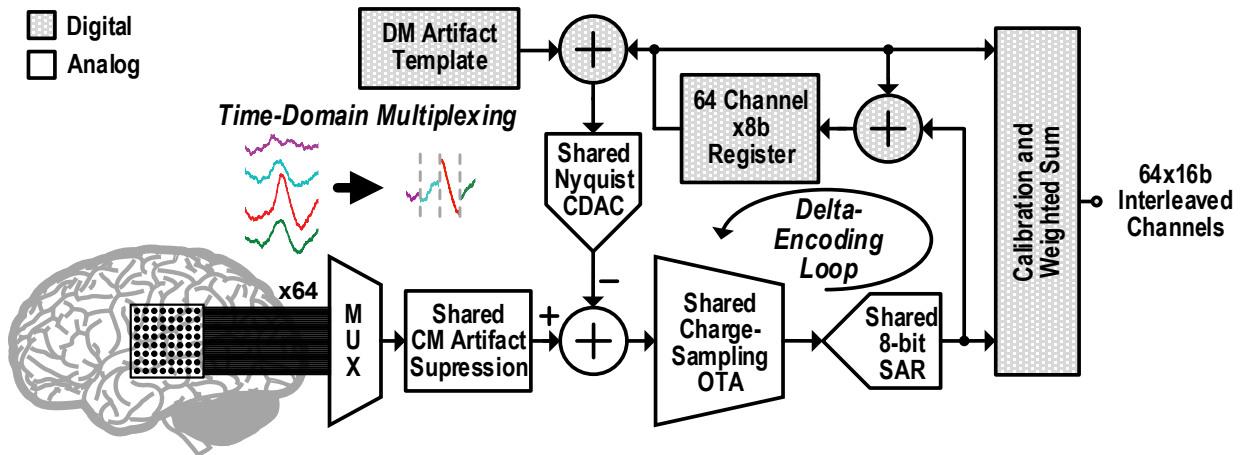 Digital
Analog
DM Artifact
Template
Time-Domain Multiplexing
64 Channel
x8b
Register
Shared
Nyquist
CDAC
Delta-
Encoding
Loop
Calibration and
Weighted Sum
64x16b
Interleaved
Channels
x64
MUX
Shared
CM Artifact
Supression
+
−
Shared
Charge-
Sampling
OTA
Shared
8-bit
SAR